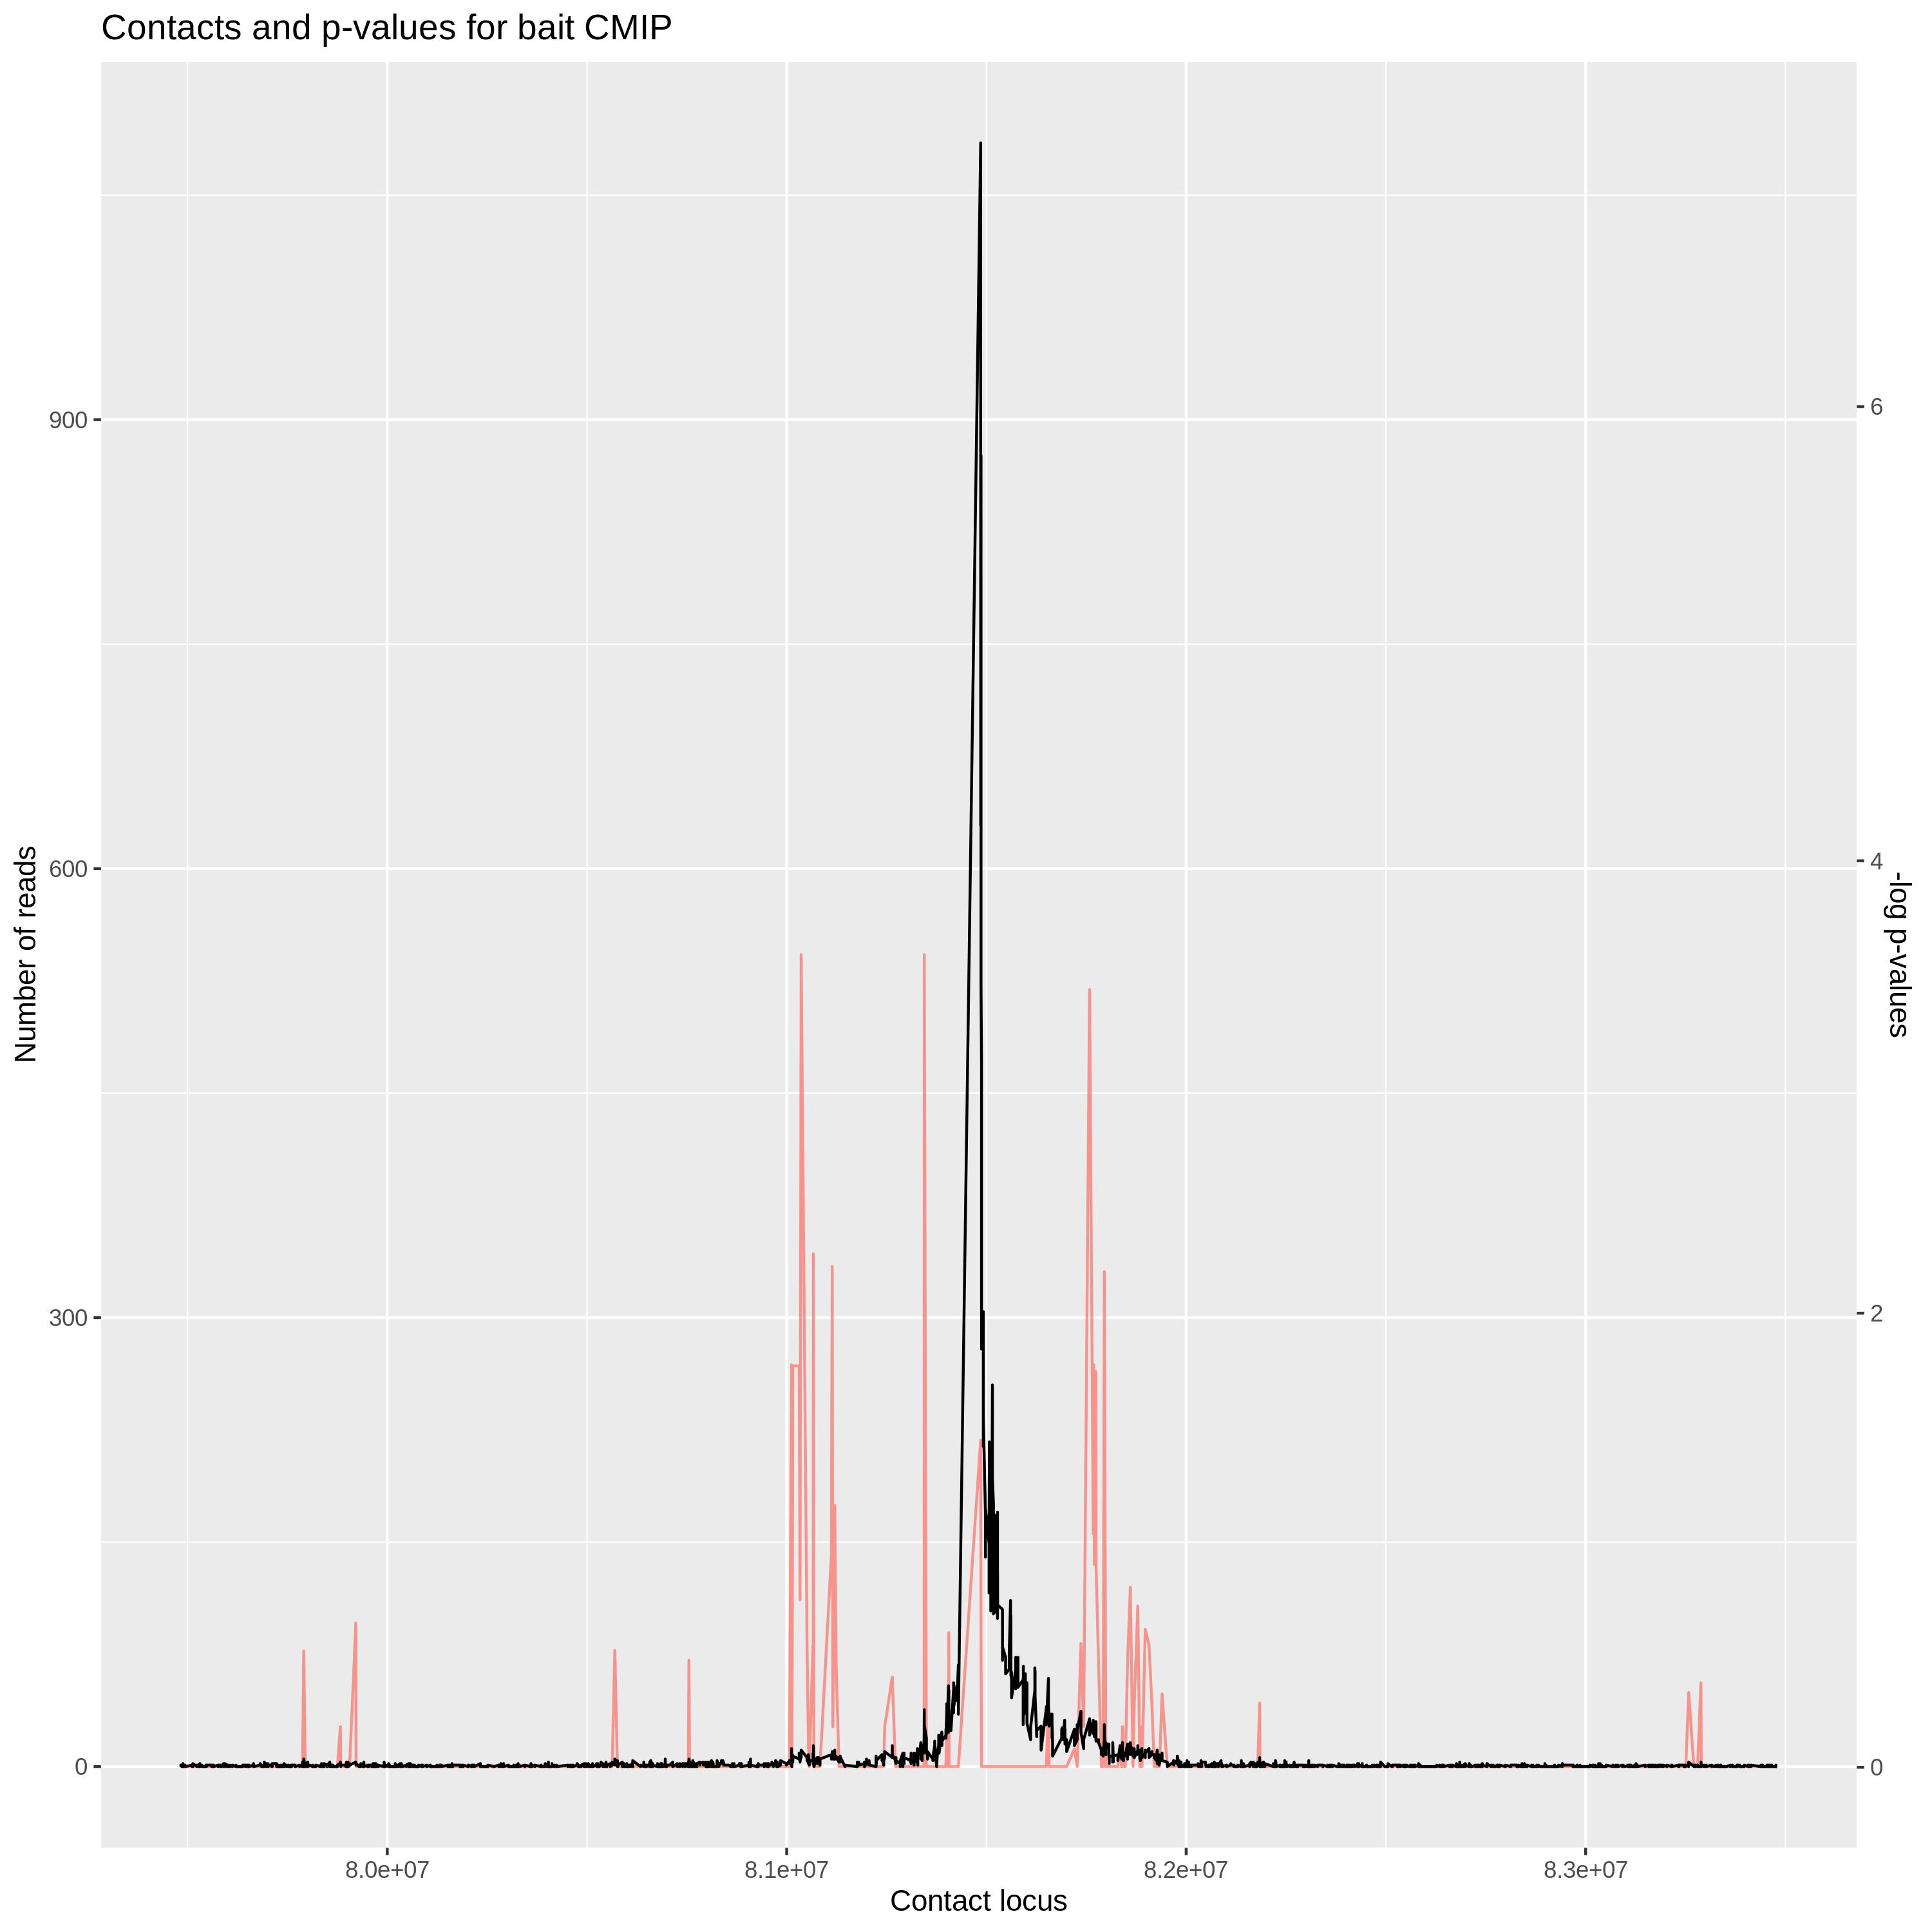 Contacts and p-values for bait CMIP
Number of reads
900
600
300
0
6
4
2
0
-log p-values
8.0e+07
8.1e+07
8.2e+07
8.3e+07
Contact locus